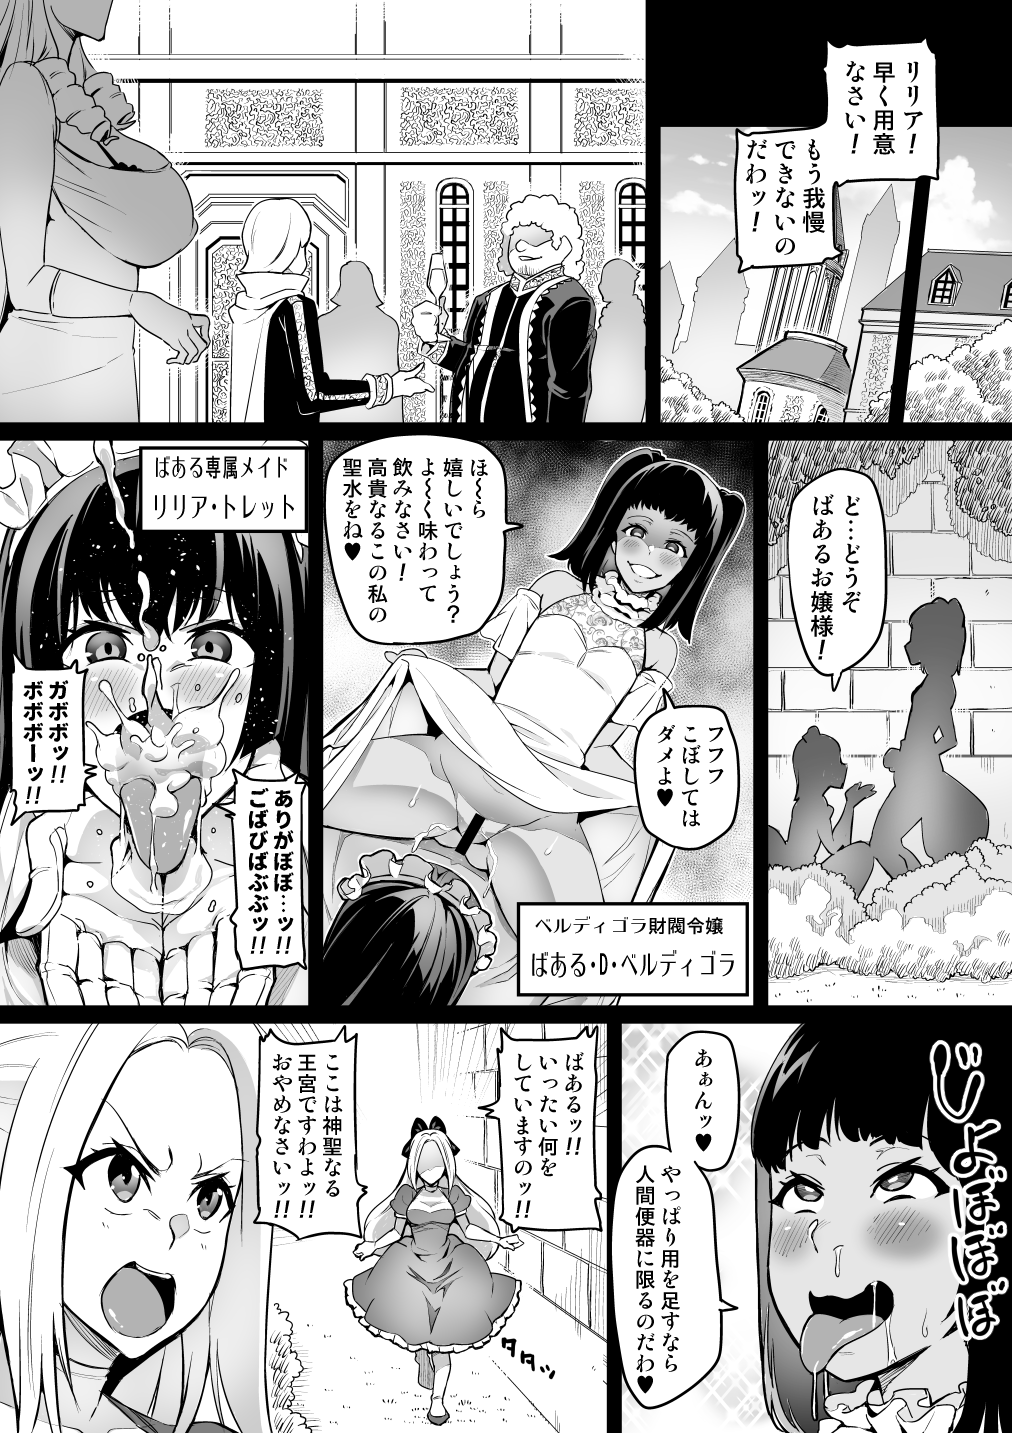 リリア！
早く用意
なさい！
もう我慢
できないの
だわッ！
ど…どうぞ
ばあるお嬢様！
ほ〜ら
嬉しいでしょう？
よ〜〜く味わって
飲みなさい！
高貴なるこの私の
聖水をね♥
フフフ
こぼしては
ダメよ♥
ベルディゴラ財閥令嬢
ばある・D・ベルディゴラ
ばある専属メイド
リリア・トレット
ありがぼぼ…ッ!!
ごばびばぶぶッ!!
ガボボッ!!
ボボボーッ!!
じょぼぼぼぼ
あぁんッ♥
やっぱり用を足すなら
人間便器に限るのだわ♥
ばあるッ!!
いったい何を
していますのッ!!
タタタッ
ここは神聖なる
王宮ですわよッ!!
おやめなさいッ!!